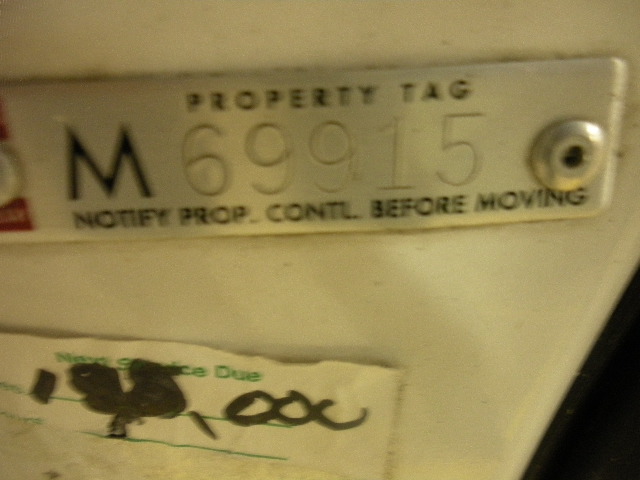 PROPERTY TAG
M 69915
NOTIFY PROP. CONTL. BEFORE MOVING
Next Service Due